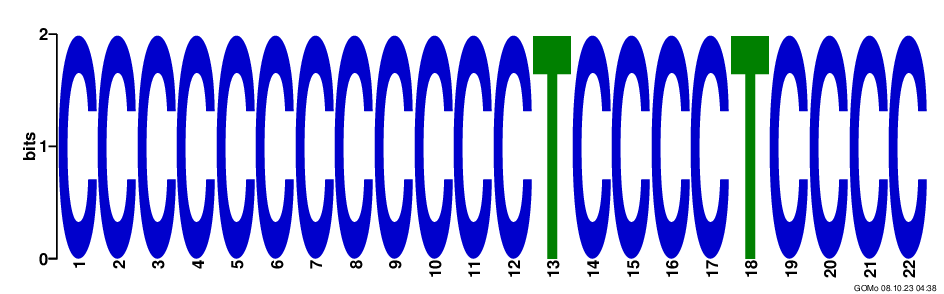 2
bits
1
0
CCCCCCCCCCCCTCCCCTCCCC
1 2 3 4 5 6 7 8 9 10 11 12 13 14 15 16 17 18 19 20 21 22
GOMo 08.10.23 04:38